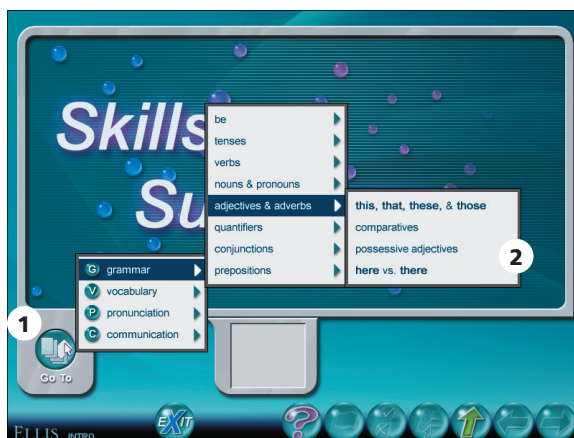 Skills
Su
be
tenses
verbs
nouns & pronouns
adjectives & adverbs
quantifiers
conjunctions
prepositions
this, that, these, & those
comparatives
possessive adjectives
here vs. there
2
G grammar
V vocabulary
P pronunciation
C communication
1
Go To
ELLIS INTRO
EXIT
?